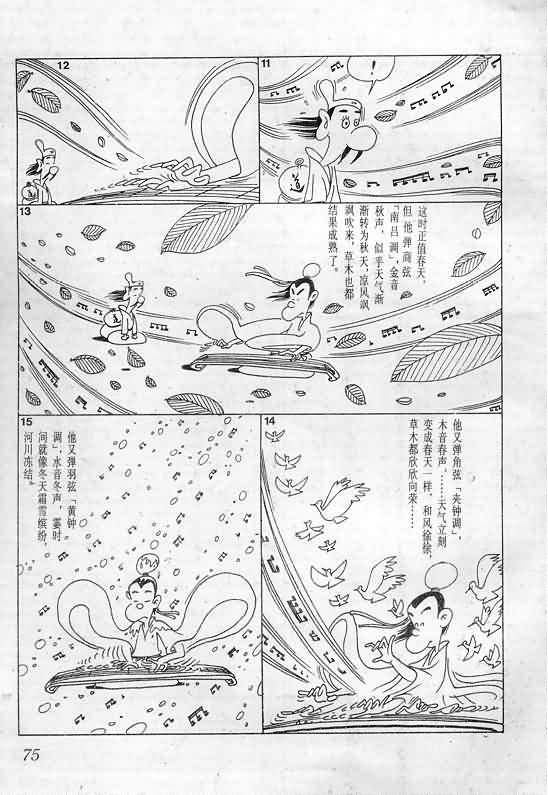 11
!
12
13
这时正值春天，
但他弹商弦
「南吕调」，金音
秋声，似乎天气渐
渐转为秋天，凉风飒
飒吹来，草木也都
结果成熟了。
14
他又弹角弦「夹钟调」，
木音春声……天气立刻
变成春天一样，和风徐徐，
草木都欣欣向荣……
15
他又弹羽弦「黄钟
调」，水音冬声，霎时
间就像冬天霜雪缤纷，
河川冻结。
75